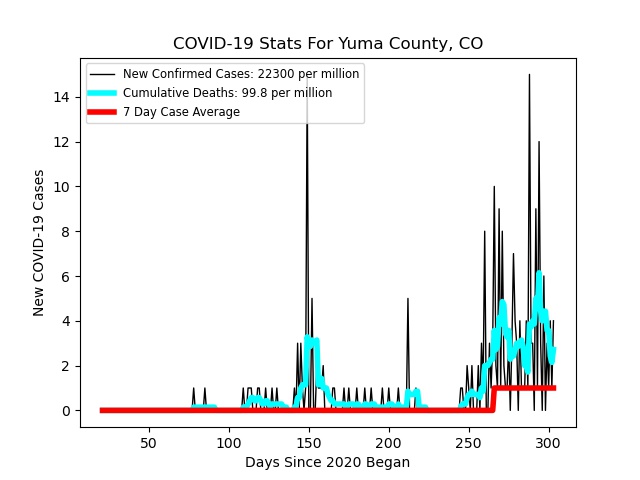 COVID-19 Stats For Yuma County, CO
New Confirmed Cases: 22300 per million
Cumulative Deaths: 99.8 per million
7 Day Case Average
14
12
10
8
6
4
2
0
New COVID-19 Cases
50 100 150 200 250 300
Days Since 2020 Began